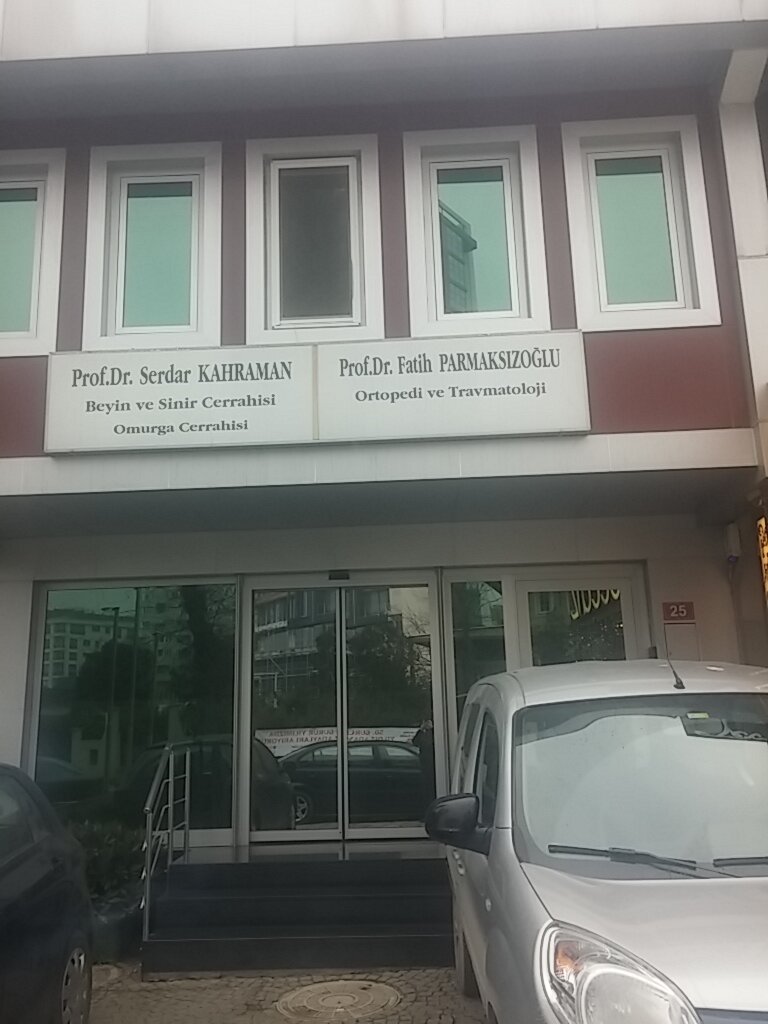 Prof.Dr. Serdar KAHRAMAN
Beyin ve Sinir Cerrahisi
Omurga Cerrahisi
Prof.Dr. Fatih PARMAKSIZOĞLU
Ortopedi ve Travmatoloji
25